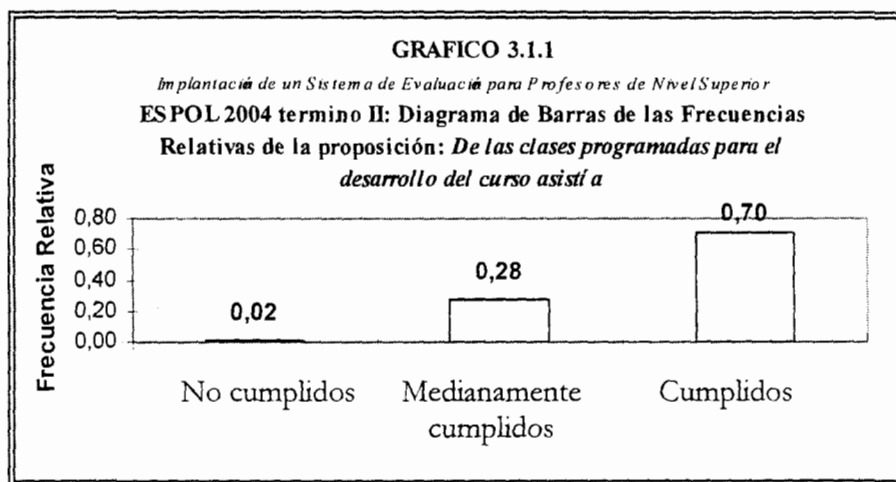 GRAFICO 3.1.1
Implantació de un Sistema de Evaluació para Profesores de Nivel Superior
ESPOL 2004 termino II: Diagrama de Barras de las Frecuencias
Relativas de la proposición: De las clases programadas para el
desarrollo del curso asistí a
Frecuencia Relativa
0,80
0,60
0,40
0,20
0,00
0,02
0,28
0,70
No cumplidos
Medianamente
cumplidos
Cumplidos